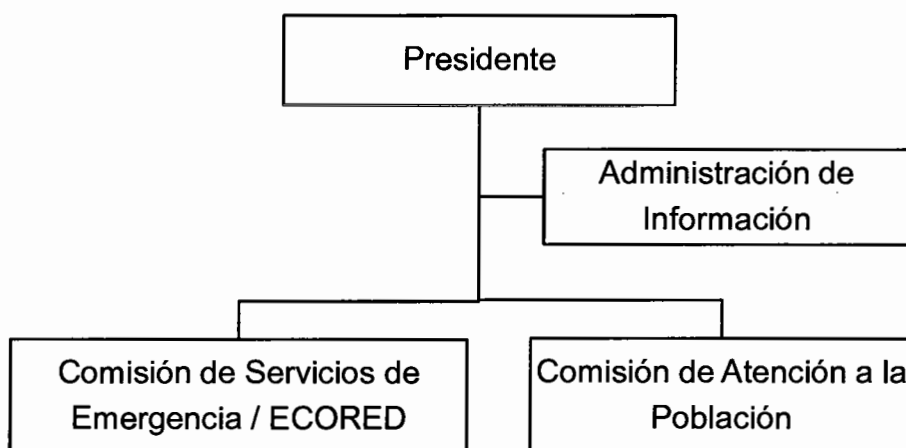 Presidente
Administración de
Información
Comisión de Servicios de
Emergencia / ECORED
Comisión de Atención a la
Población